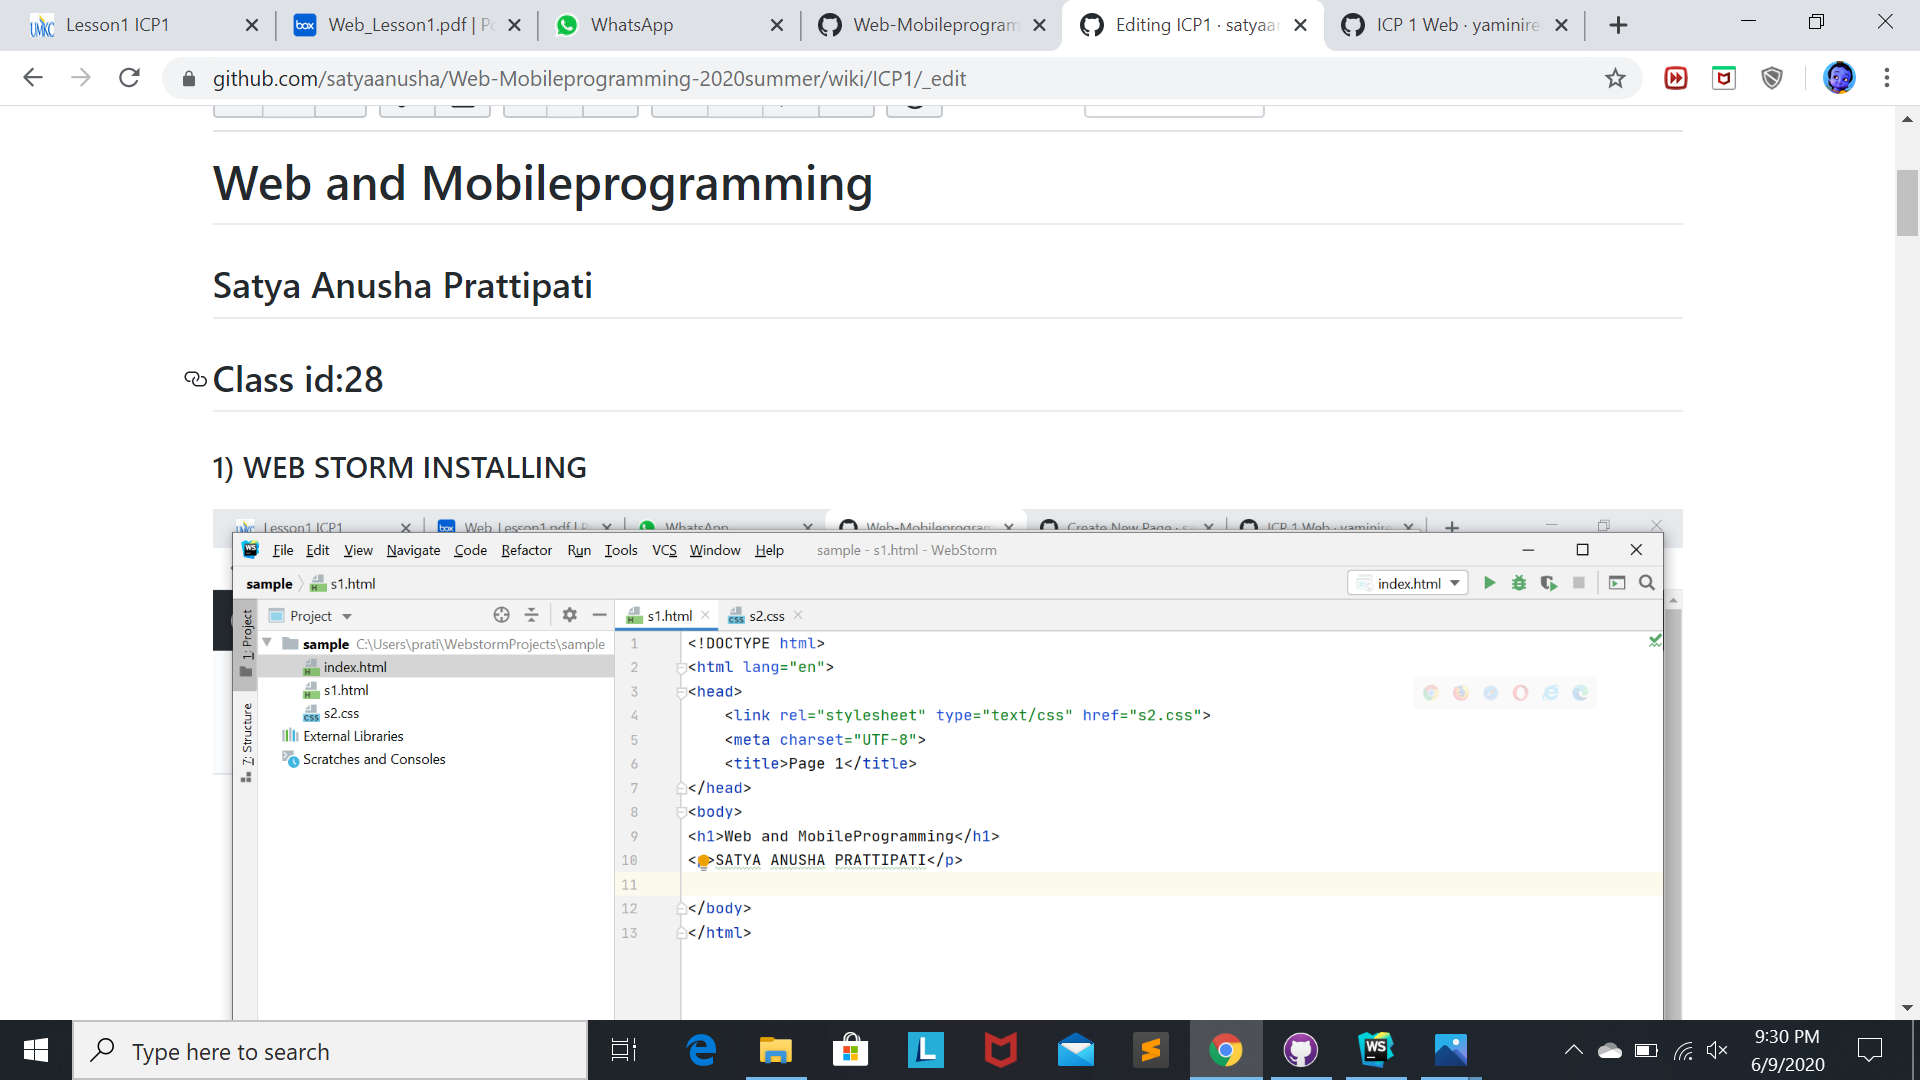 Lesson1 ICP1
Web_Lesson1.pdf | P
WhatsApp
Web-Mobileprogram
Editing ICP1 · satyaa
ICP 1 Web · yaminire
github.com/satyaanusha/Web-Mobileprogramming-2020summer/wiki/ICP1/_edit
Web and Mobileprogramming
Satya Anusha Prattipati
Class id:28
1) WEB STORM INSTALLING
Lesson1 ICP1
Web_Lesson1.pdf | P
WhatsApp
Web-Mobileprogram
Create New Page · s
ICP 1 Web · yaminire
WS
File Edit View Navigate Code Refactor Run Tools VCS Window Help
sample - s1.html - WebStorm
sample
s1.html
index.html
1: Project
7: Structure
Project
s1.html
s2.css
sample C:\Users\prati\WebstormProjects\sample
index.html
s1.html
s2.css
External Libraries
Scratches and Consoles
1 <!DOCTYPE html>
2 <html lang="en">
3 <head>
4 <link rel="stylesheet" type="text/css" href="s2.css">
5 <meta charset="UTF-8">
6 <title>Page 1</title>
7 </head>
8 <body>
9 <h1>Web and MobileProgramming</h1>
10 < >SATYA ANUSHA PRATTIPATI</p>
11
12 </body>
13 </html>
Type here to search
9:30 PM
6/9/2020